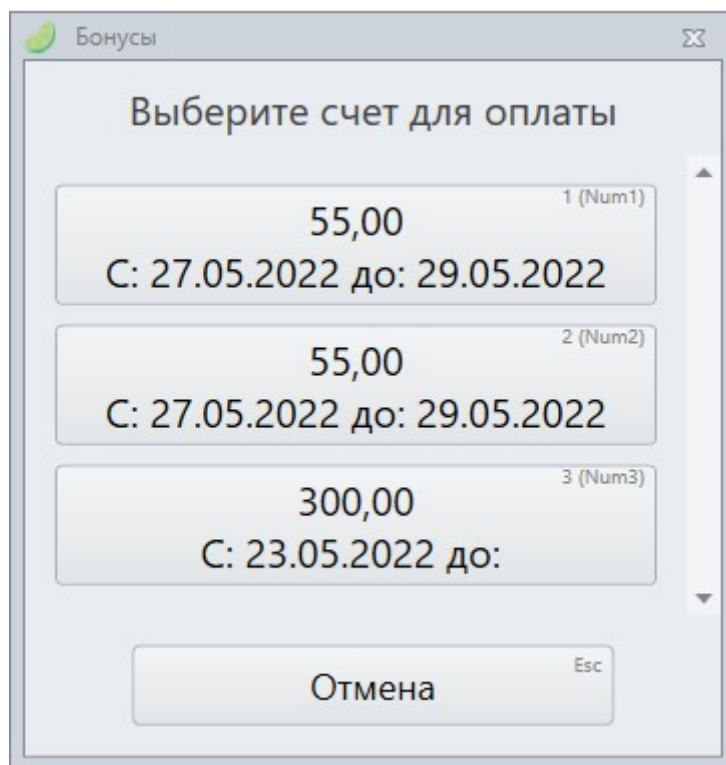 Бонусы
Выберите счет для оплаты
1 (Num1)
55,00
С: 27.05.2022 до: 29.05.2022
2 (Num2)
55,00
С: 27.05.2022 до: 29.05.2022
3 (Num3)
300,00
С: 23.05.2022 до:
Esc
Отмена